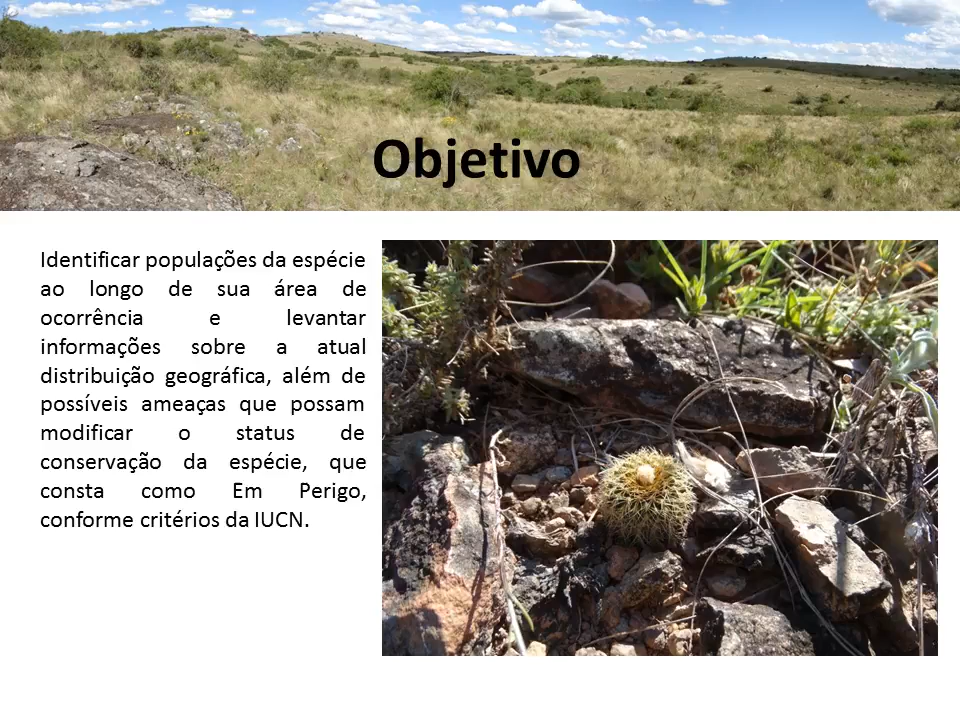 Objetivo
Identificar populações da espécie
ao longo de sua área de
ocorrência e levantar
informações sobre a atual
distribuição geográfica, além de
possíveis ameaças que possam
modificar o status de
conservação da espécie, que
consta como Em Perigo,
conforme critérios da IUCN.